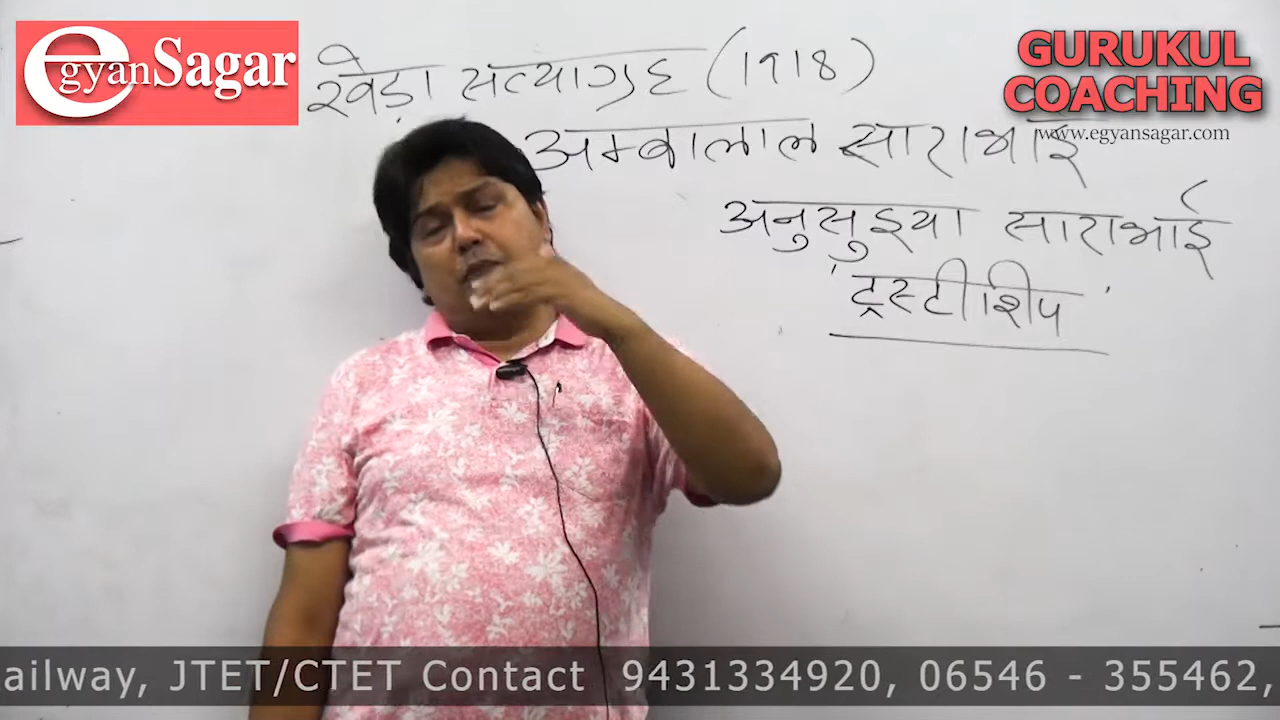 egyanSagar
GURUKUL
COACHING
www.egyansagar.com
खेड़ा सत्याग्रह (1918)
अम्बालाल साराभाई
अनुसुइया साराभाई
'ट्रस्टीशिप'
ailway, JTET/CTET Contact 9431334920, 06546 - 355462,